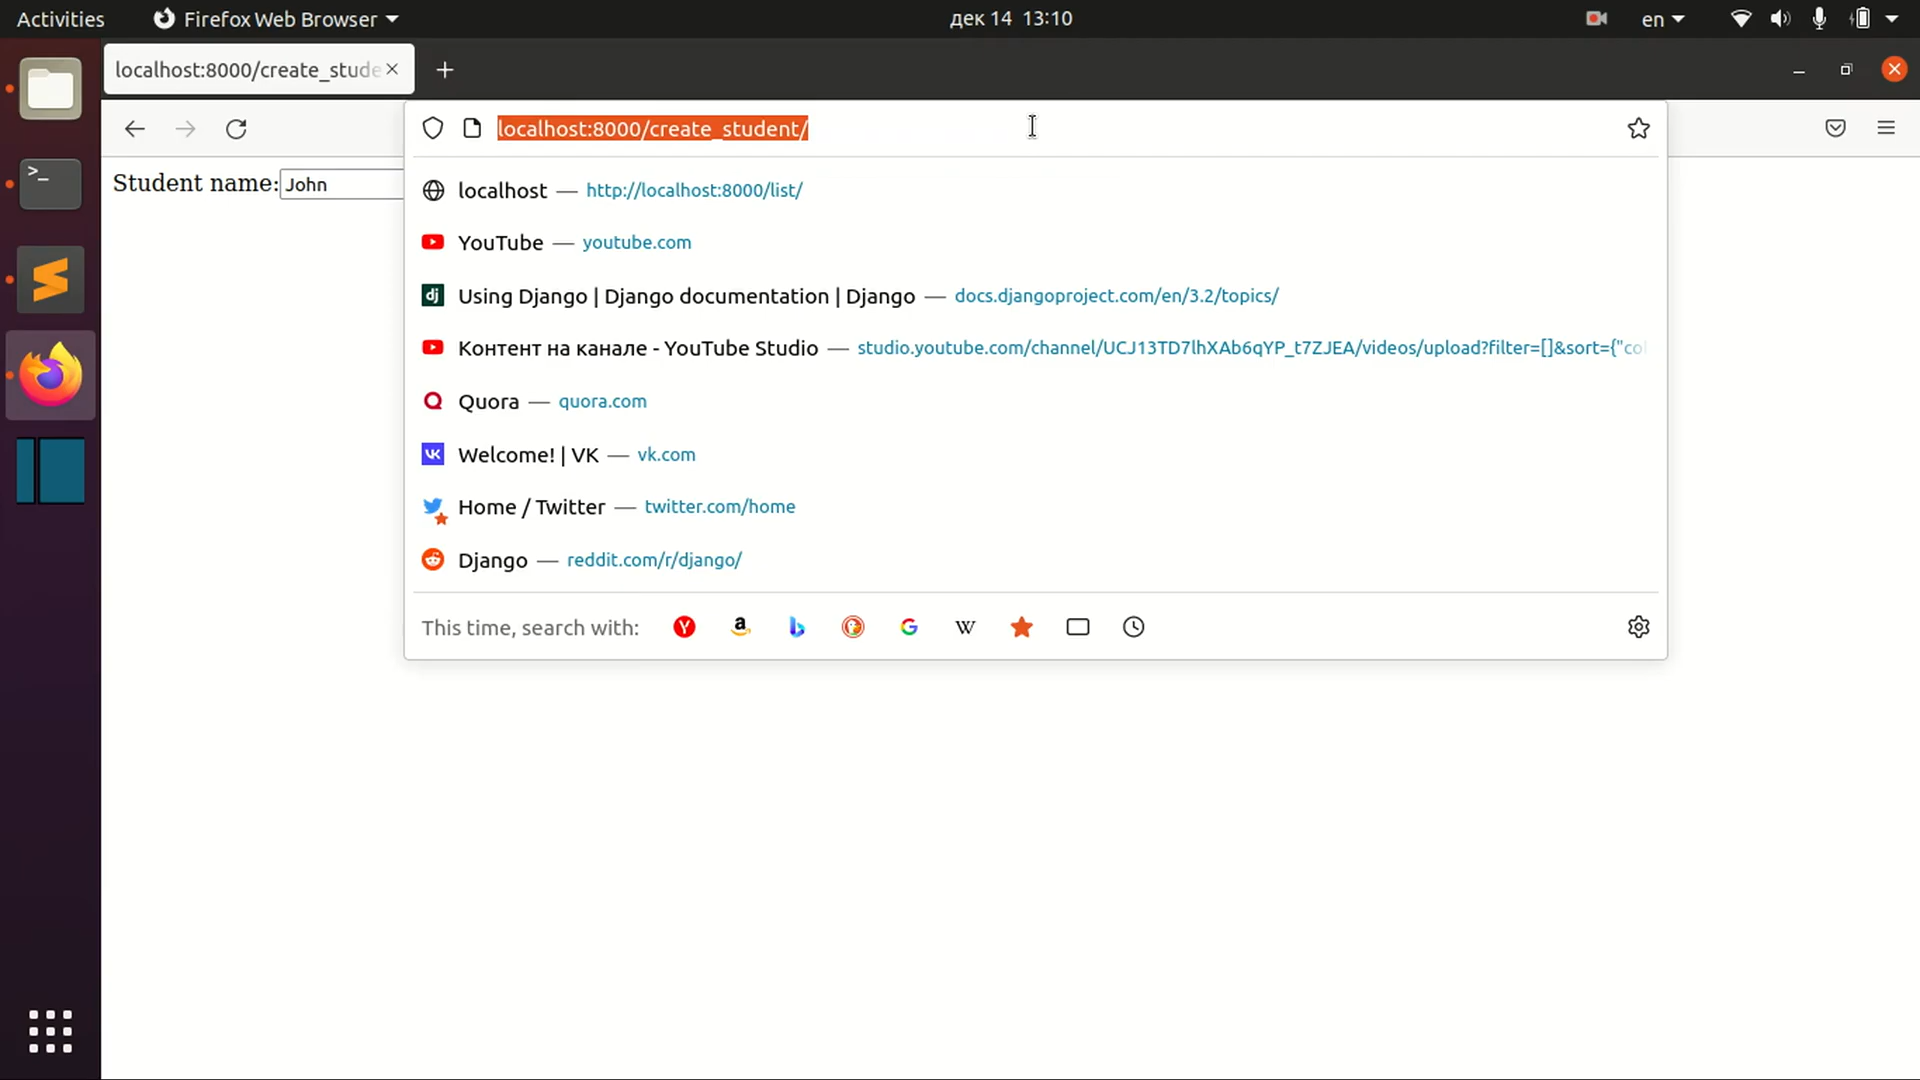 Activities Firefox Web Browser дек 14 13:10 en
localhost:8000/create_stude
localhost:8000/create_student/
Student name: John
localhost — http://localhost:8000/list/
YouTube — youtube.com
Using Django | Django documentation | Django — docs.djangoproject.com/en/3.2/topics/
Контент на канале - YouTube Studio — studio.youtube.com/channel/UCJ13TD7lhXAb6qYP_t7ZJEA/videos/upload?filter=[]&sort={"col
Quora — quora.com
Welcome! | VK — vk.com
Home / Twitter — twitter.com/home
Django — reddit.com/r/django/
This time, search with: